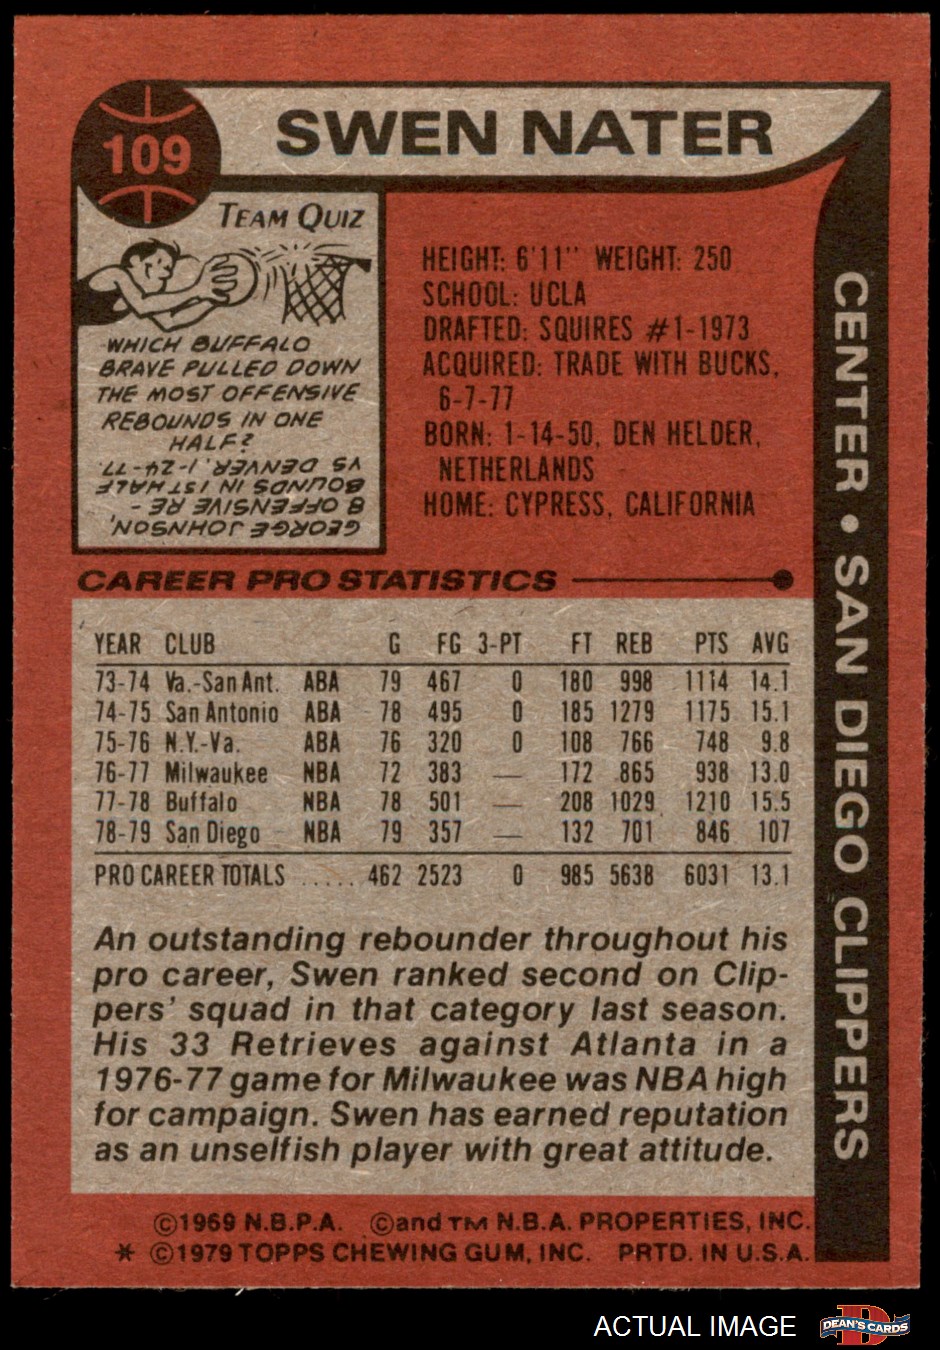 109
SWEN NATER
TEAM QUIZ
WHICH BUFFALO
BRAVE PULLED DOWN
THE MOST OFFENSIVE
REBOUNDS IN ONE
HALF?
GEORGE JOHNSON,
8 OFFENSIVE RE-
BOUNDS IN 1ST HALF
VS DENVER, 1-24-77.
HEIGHT: 6'11" WEIGHT: 250
SCHOOL: UCLA
DRAFTED: SQUIRES #1-1973
ACQUIRED: TRADE WITH BUCKS,
6-7-77
BORN: 1-14-50, DEN HELDER,
NETHERLANDS
HOME: CYPRESS, CALIFORNIA
CENTER • SAN DIEGO CLIPPERS
CAREER PRO STATISTICS
YEAR CLUB G FG 3-PT FT REB PTS AVG
73-74 Va.-San Ant. ABA 79 467 0 180 998 1114 14.1
74-75 San Antonio ABA 78 495 0 185 1279 1175 15.1
75-76 N.Y.-Va. ABA 76 320 0 108 766 748 9.8
76-77 Milwaukee NBA 72 383 — 172 865 938 13.0
77-78 Buffalo NBA 78 501 — 208 1029 1210 15.5
78-79 San Diego NBA 79 357 — 132 701 846 107
PRO CAREER TOTALS ..... 462 2523 0 985 5638 6031 13.1
An outstanding rebounder throughout his
pro career, Swen ranked second on Clip-
pers' squad in that category last season.
His 33 Retrieves against Atlanta in a
1976-77 game for Milwaukee was NBA high
for campaign. Swen has earned reputation
as an unselfish player with great attitude.
©1969 N.B.P.A. ©and TM N.B.A. PROPERTIES, INC.
* ©1979 TOPPS CHEWING GUM, INC. PRTD. IN U.S.A.
ACTUAL IMAGE
D
DEAN'S CARDS